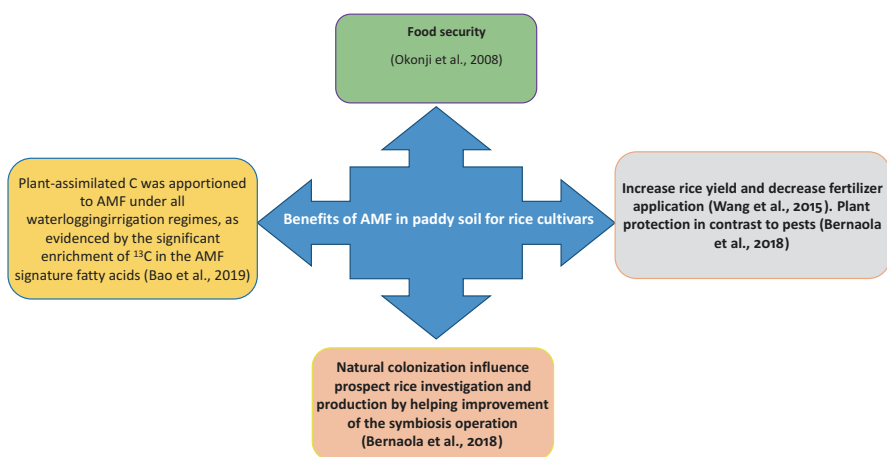 Food security
(Okonji et al., 2008)
Plant-assimilated C was apportioned
to AMF under all
waterloggingirrigation regimes, as
evidenced by the significant
enrichment of ¹³C in the AMF
signature fatty acids (Bao et al., 2019)
Benefits of AMF in paddy soil for rice cultivars
Increase rice yield and decrease fertilizer
application (Wang et al., 2015). Plant
protection in contrast to pests (Bernaola
et al., 2018)
Natural colonization influence
prospect rice investigation and
production by helping improvement
of the symbiosis operation
(Bernaola et al., 2018)